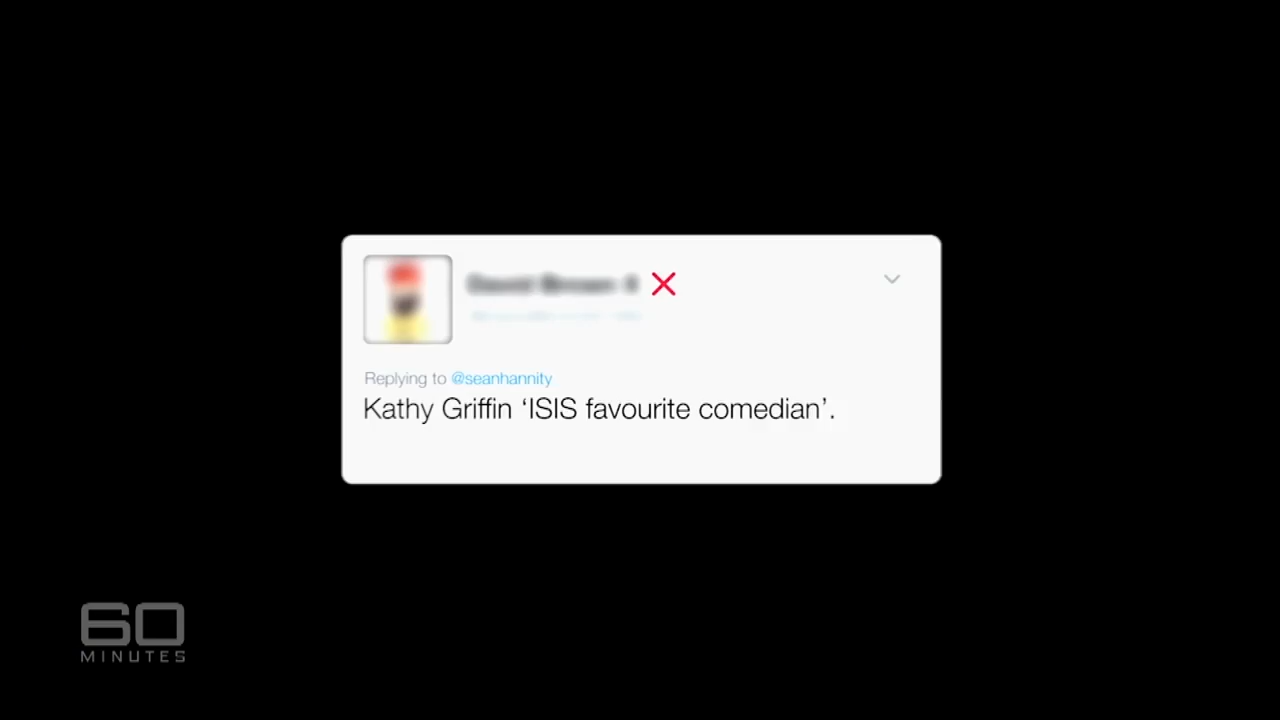 Replying to @seanhannity
Kathy Griffin ‘ISIS favourite comedian’.
60
MINUTES